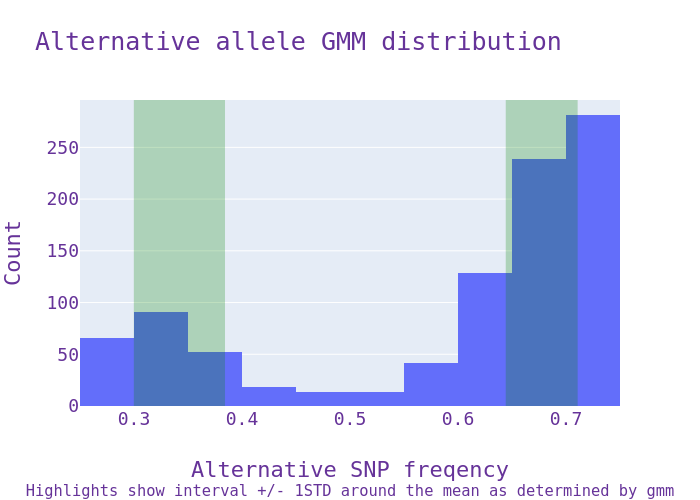 Alternative allele GMM distribution
Count
250
200
150
100
50
0
0.3 0.4 0.5 0.6 0.7
Alternative SNP freqency
Highlights show interval +/- 1STD around the mean as determined by gmm